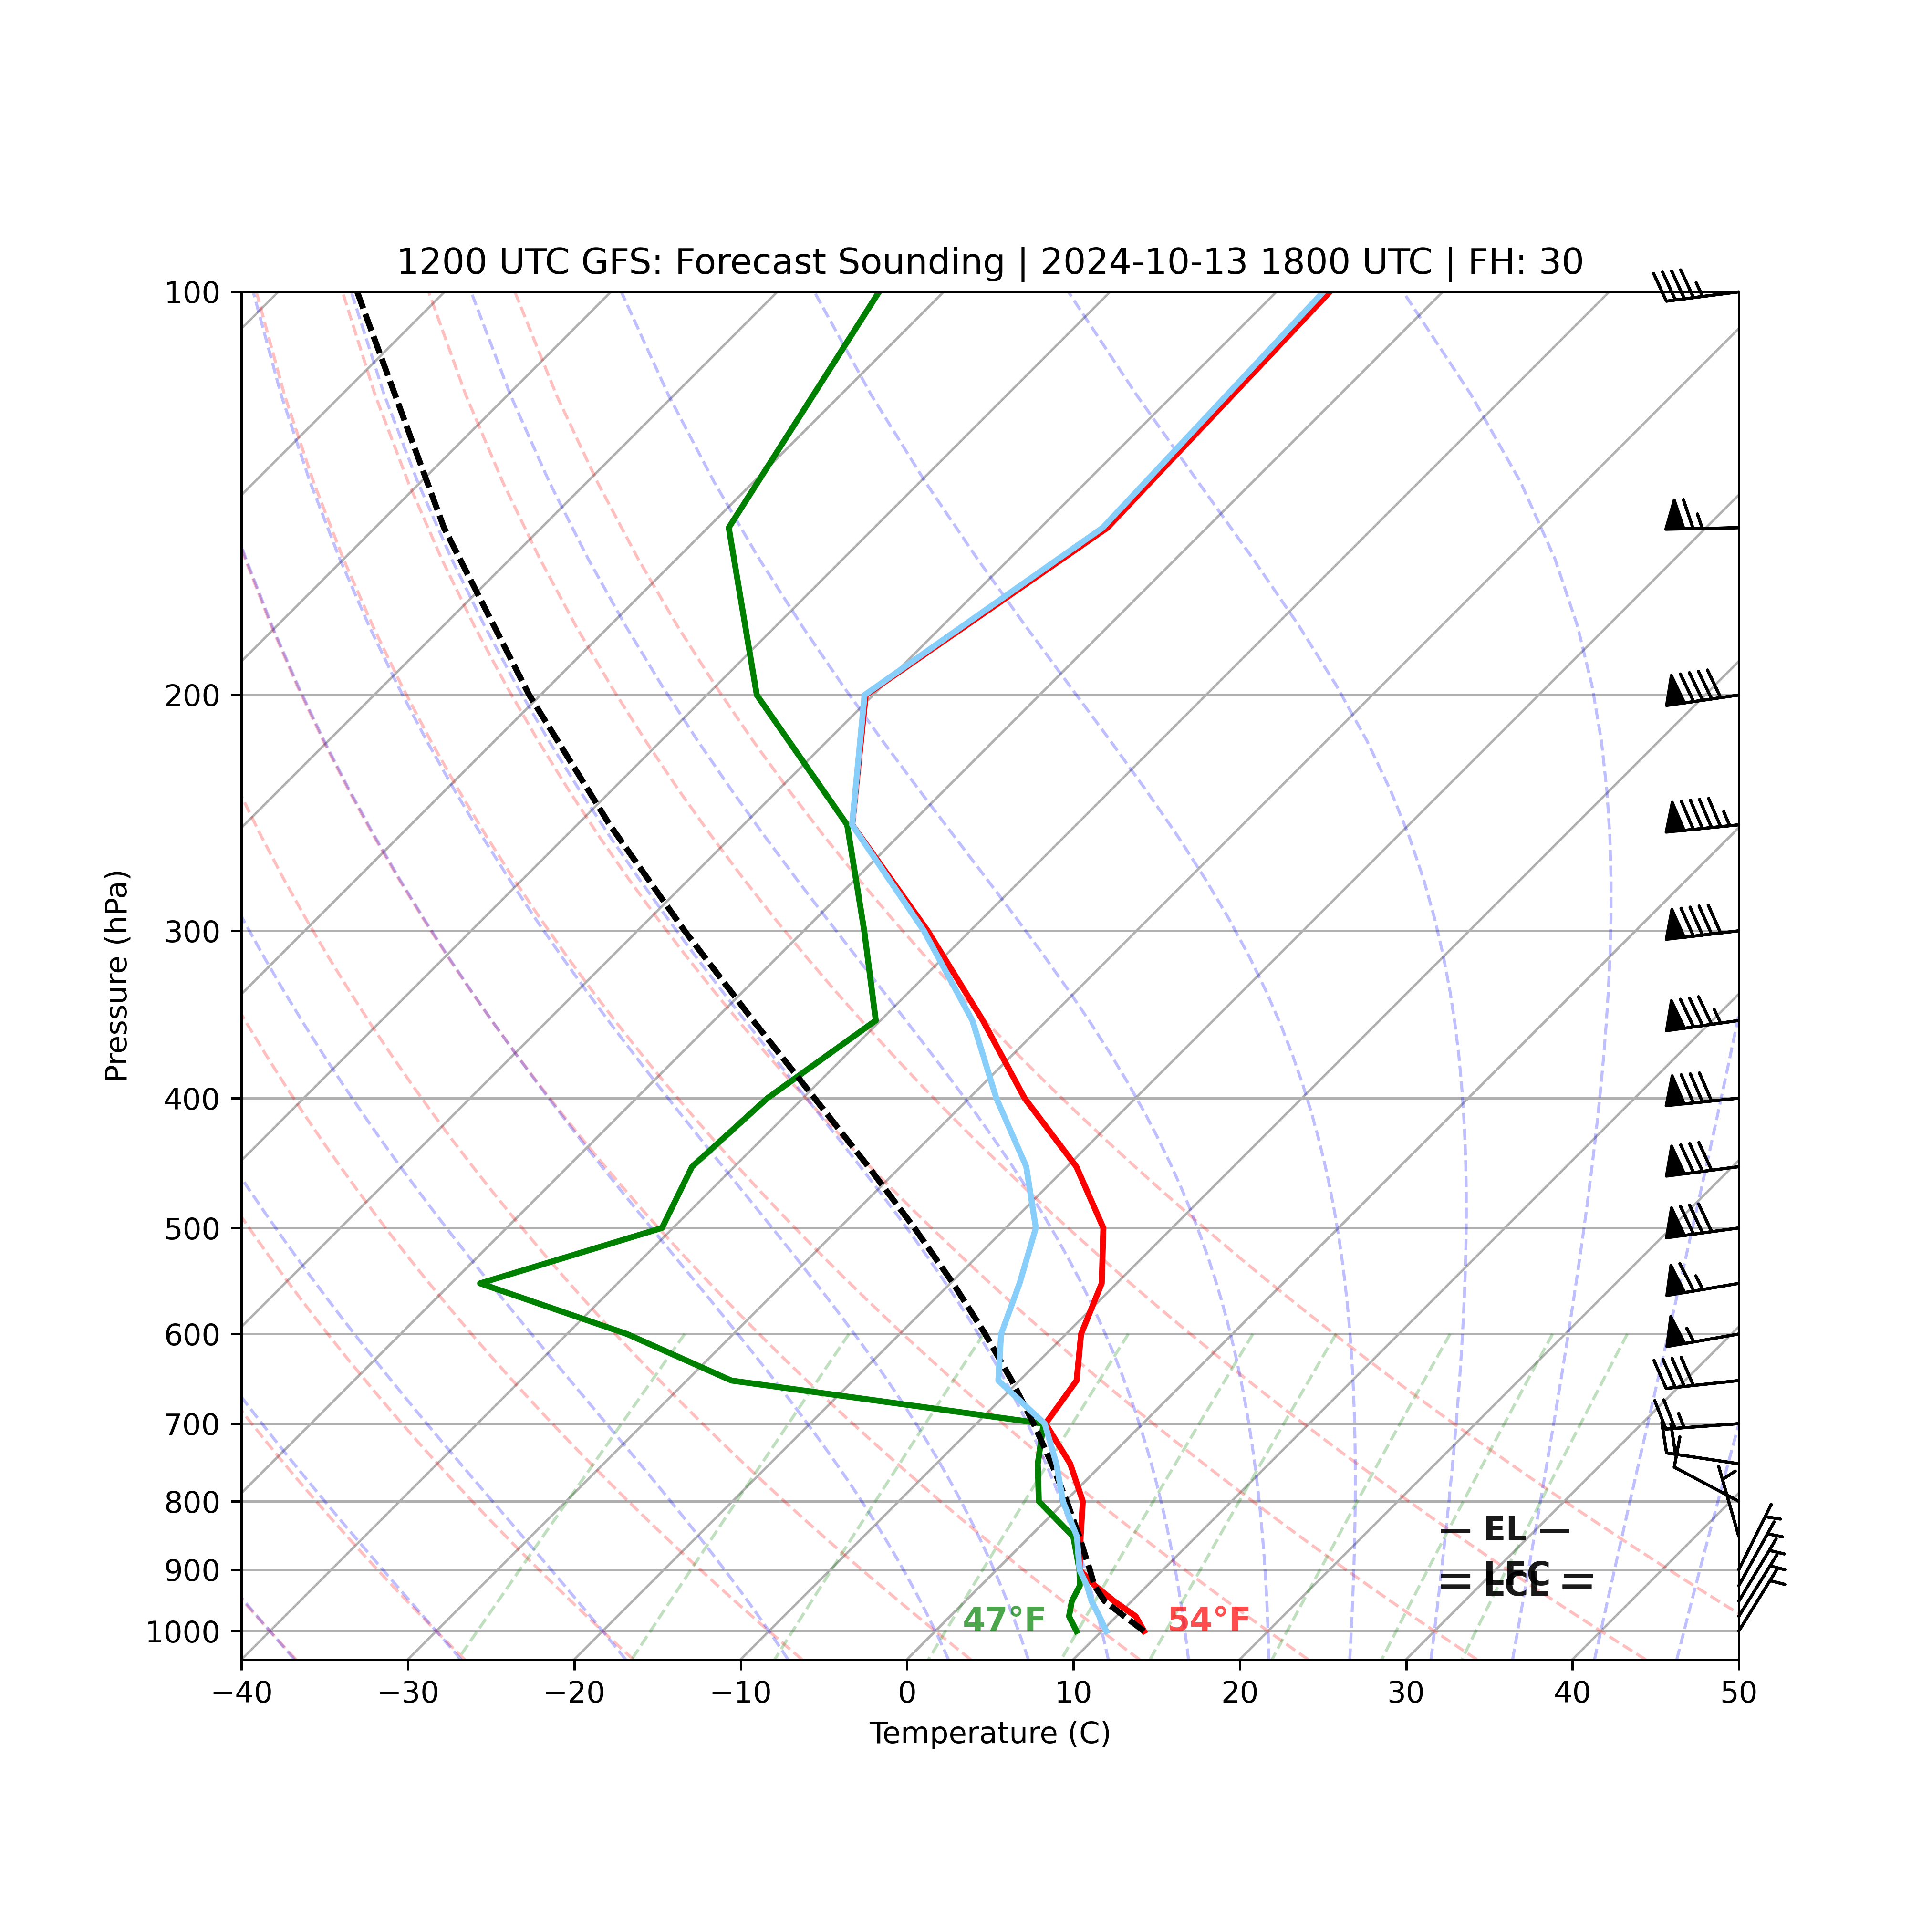 1200 UTC GFS: Forecast Sounding | 2024-10-13 1800 UTC | FH: 30
100
200
300
400
500
600
700
800
900
1000
Pressure (hPa)
— EL —
— LFC —
— LCL —
47°F
54°F
−40
−30
−20
−10
0
10
20
30
40
50
Temperature (C)